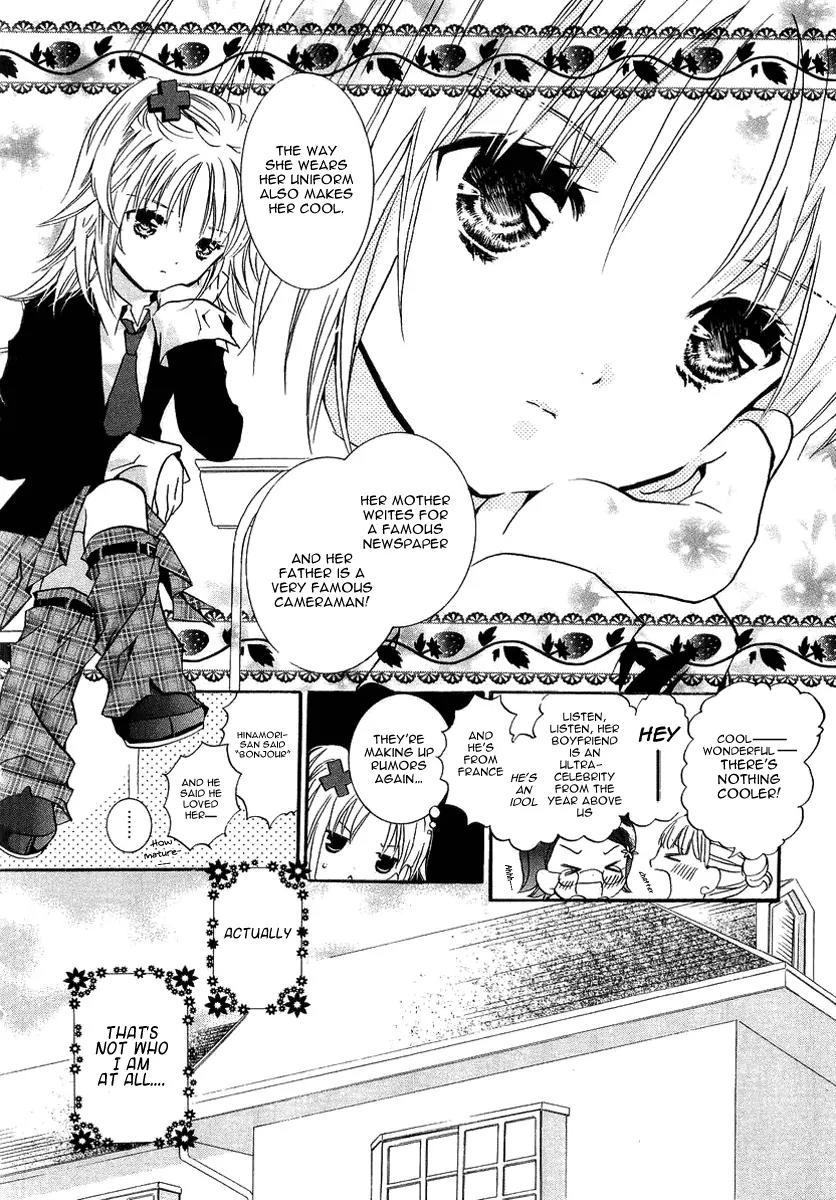 THE WAY
SHE WEARS
HER UNIFORM
ALSO MAKES
HER COOL.
HER MOTHER
WRITES FOR
A FAMOUS
NEWSPAPER
AND HER
FATHER IS A
VERY FAMOUS
CAMERAMAN!
COOL—
WONDERFUL—
THERE'S
NOTHING
COOLER!
HEY—
LISTEN,
LISTEN, HER
BOYFRIEND
IS AN
ULTRA-
CELEBRITY
FROM THE
YEAR ABOVE
US
HE'S
AN
IDOL
AND
HE'S
FROM
FRANCE
Ahhh—
chatter
THEY'RE
MAKING UP
RUMORS
AGAIN...
HINAMORI-
SAN SAID
"BONJOUR"
AND HE
SAID HE
LOVED
HER—
How
mature—
......
ACTUALLY
THAT'S
NOT WHO
I AM
AT ALL....